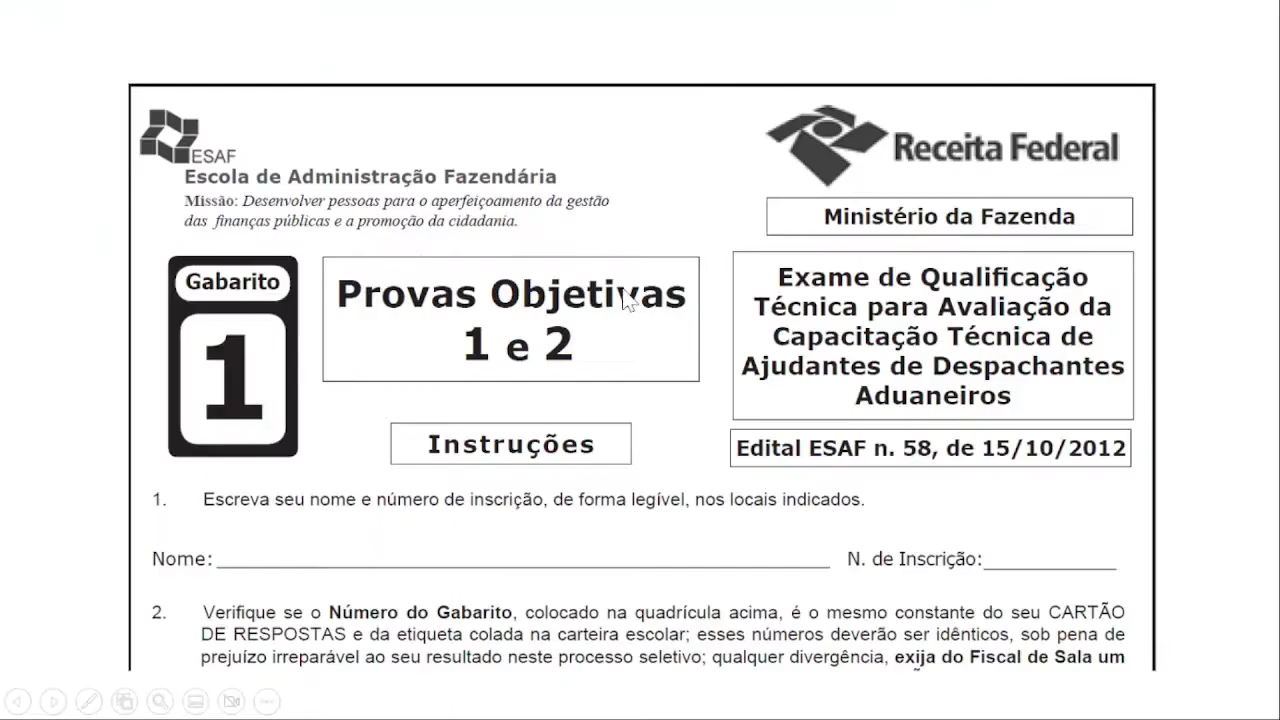 ESAF
Escola de Administração Fazendária
Missão: Desenvolver pessoas para o aperfeiçoamento da gestão
das finanças públicas e a promoção da cidadania.
Receita Federal
Ministério da Fazenda
Gabarito
1
Provas Objetivas
1 e 2
Exame de Qualificação
Técnica para Avaliação da
Capacitação Técnica de
Ajudantes de Despachantes
Aduaneiros
Instruções
Edital ESAF n. 58, de 15/10/2012
1. Escreva seu nome e número de inscrição, de forma legível, nos locais indicados.
Nome: N. de Inscrição:
2. Verifique se o Número do Gabarito, colocado na quadrícula acima, é o mesmo constante do seu CARTÃO
DE RESPOSTAS e da etiqueta colada na carteira escolar; esses números deverão ser idênticos, sob pena de
prejuízo irreparável ao seu resultado neste processo seletivo; qualquer divergência, exija do Fiscal de Sala um